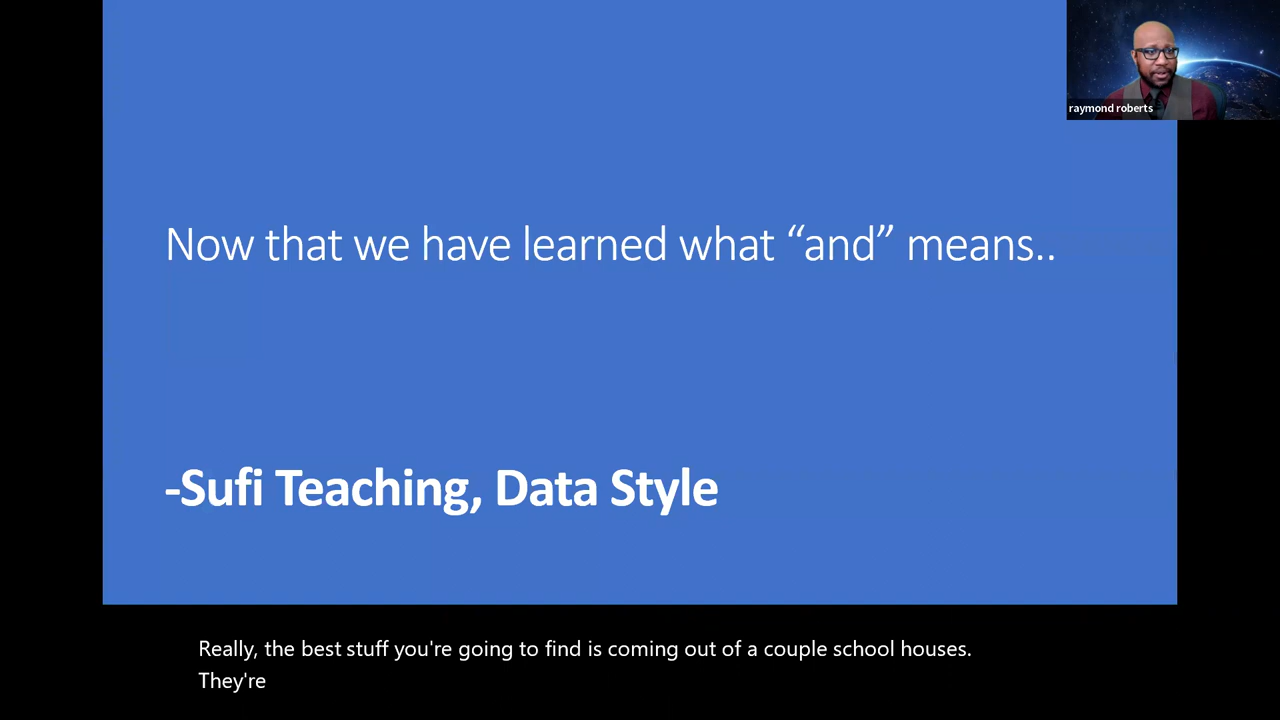 raymond roberts
Now that we have learned what “and” means..
-Sufi Teaching, Data Style
Really, the best stuff you're going to find is coming out of a couple school houses.
They're